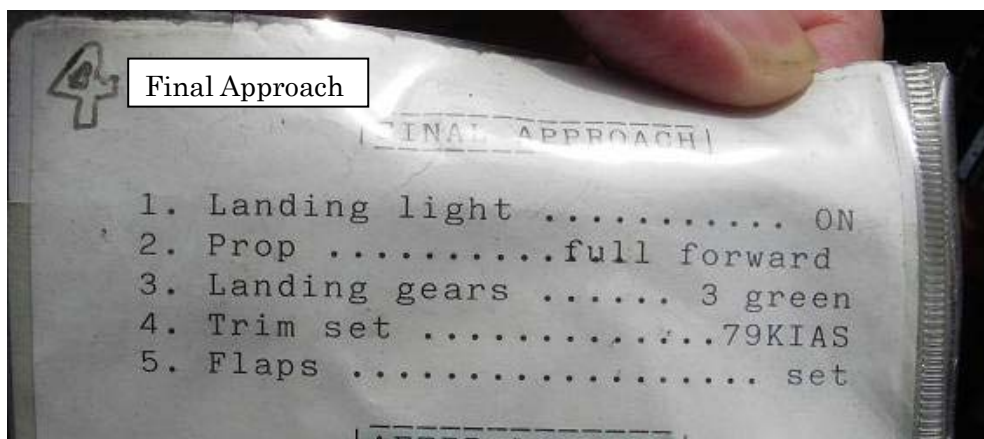 4
Final Approach
FINAL APPROACH
1. Landing light ............ ON
2. Prop ..........full forward
3. Landing gears ...... 3 green
4. Trim set .............79KIAS
5. Flaps ................... set